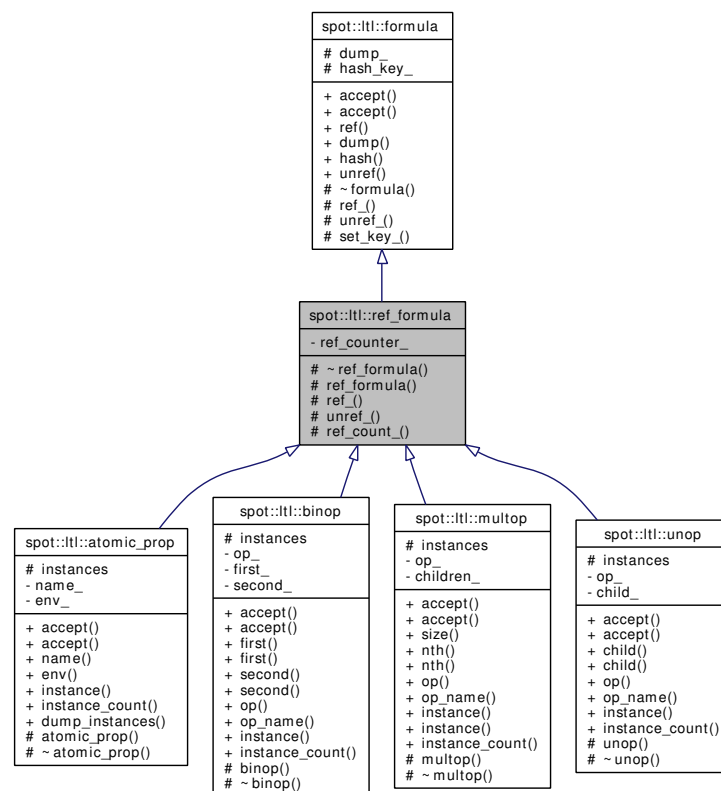 spot::ltl::formula
# dump_
# hash_key_
+ accept()
+ accept()
+ ref()
+ dump()
+ hash()
+ unref()
# ~formula()
# ref_()
# unref_()
# set_key_()
spot::ltl::ref_formula
- ref_counter_
# ~ref_formula()
# ref_formula()
# ref_()
# unref_()
# ref_count_()
spot::ltl::atomic_prop
# instances
- name_
- env_
+ accept()
+ accept()
+ name()
+ env()
+ instance()
+ instance_count()
+ dump_instances()
# atomic_prop()
# ~atomic_prop()
spot::ltl::binop
# instances
- op_
- first_
- second_
+ accept()
+ accept()
+ first()
+ first()
+ second()
+ second()
+ op()
+ op_name()
+ instance()
+ instance_count()
# binop()
# ~binop()
spot::ltl::multop
# instances
- op_
- children_
+ accept()
+ accept()
+ size()
+ nth()
+ nth()
+ op()
+ op_name()
+ instance()
+ instance()
+ instance_count()
# multop()
# ~multop()
spot::ltl::unop
# instances
- op_
- child_
+ accept()
+ accept()
+ child()
+ child()
+ op()
+ op_name()
+ instance()
+ instance_count()
# unop()
# ~unop()